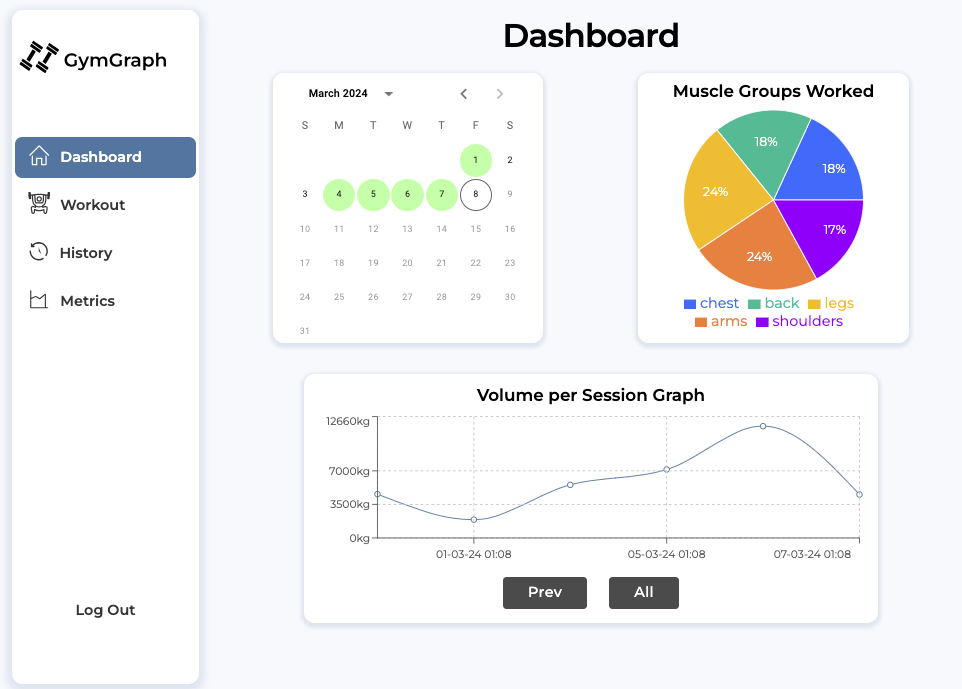 GymGraph
Dashboard
Workout
History
Metrics
Log Out
Dashboard
March 2024
S M T W T F S
1 2
3 4 5 6 7 8 9
10 11 12 13 14 15 16
17 18 19 20 21 22 23
24 25 26 27 28 29 30
31
Muscle Groups Worked
18% 18%
24% 17%
24%
chest back legs
arms shoulders
Volume per Session Graph
12660kg
7000kg
3500kg
0kg
01-03-24 01:08 05-03-24 01:08 07-03-24 01:08
Prev All